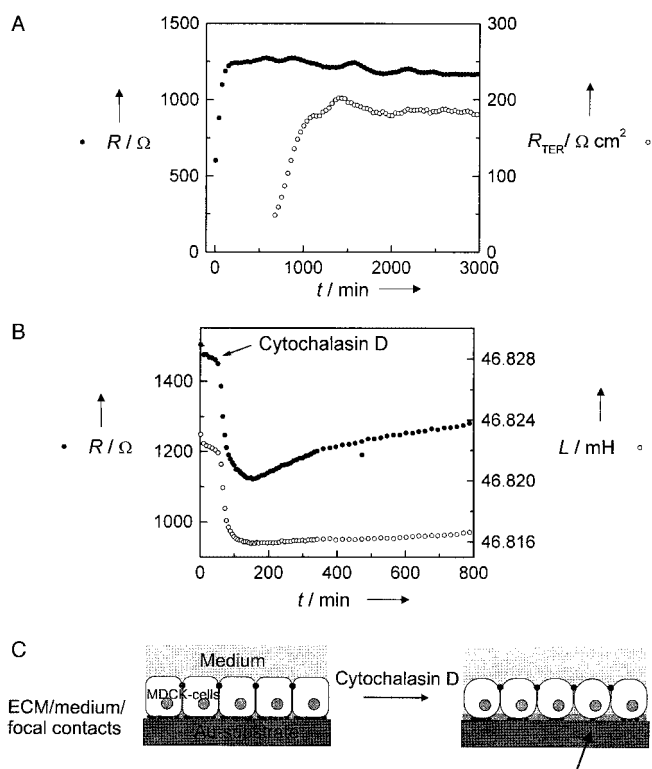 A
1500
1000
500
0
• R / Ω
300
200
100
0
R_TER / Ω cm²
0 1000 2000 3000
t / min
B
Cytochalasin D
1400
1200
1000
• R / Ω
46.828
46.824
46.820
46.816
L / mH
0 200 400 600 800
t / min
C
Medium
MDCK-cells
Au-substrate
ECM/medium/
focal contacts
Cytochalasin D